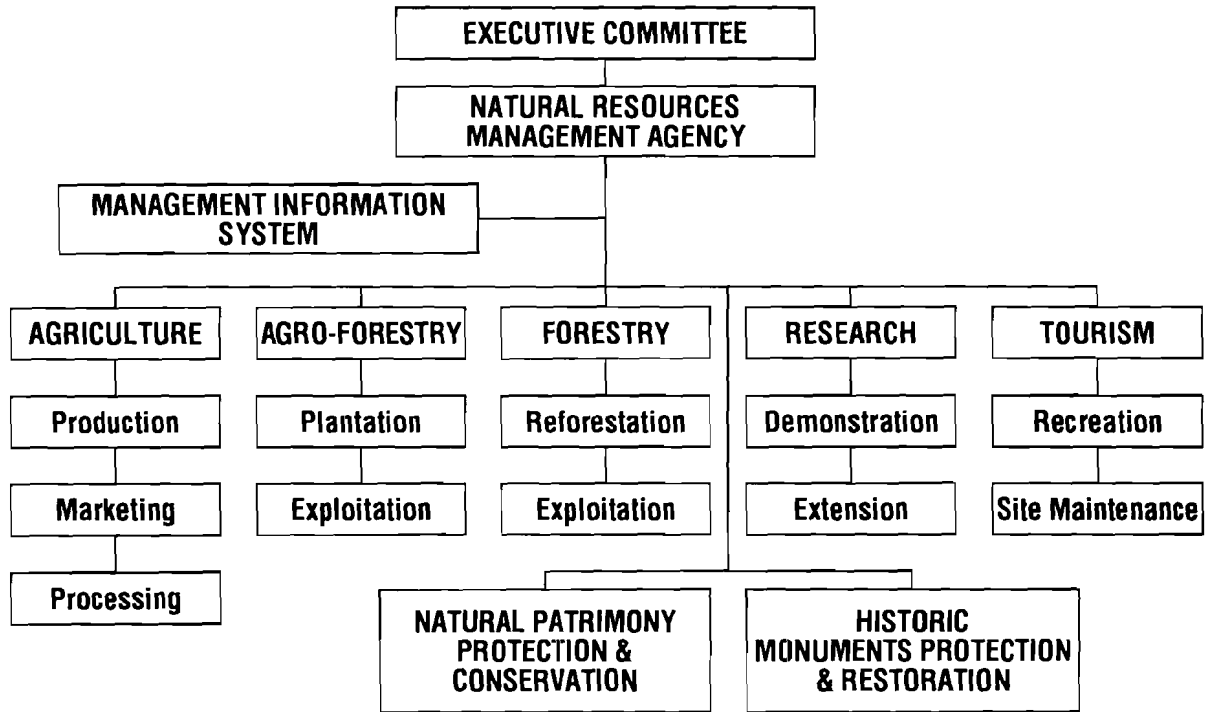 EXECUTIVE COMMITTEE
NATURAL RESOURCES
MANAGEMENT AGENCY
MANAGEMENT INFORMATION
SYSTEM
AGRICULTURE
AGRO-FORESTRY
FORESTRY
RESEARCH
TOURISM
Production
Plantation
Reforestation
Demonstration
Recreation
Marketing
Exploitation
Exploitation
Extension
Site Maintenance
Processing
NATURAL PATRIMONY
PROTECTION &
CONSERVATION
HISTORIC
MONUMENTS PROTECTION
& RESTORATION